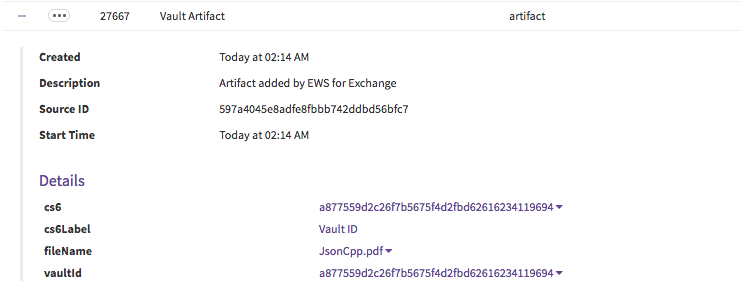 27667 Vault Artifact artifact
Created Today at 02:14 AM
Description Artifact added by EWS for Exchange
Source ID 597a4045e8adfe8fbbb742ddbd56bfc7
Start Time Today at 02:14 AM
Details
cs6 a877559d2c26f7b5675f4d2fbd62616234119694
cs6Label Vault ID
fileName JsonCpp.pdf
vaultId a877559d2c26f7b5675f4d2fbd62616234119694